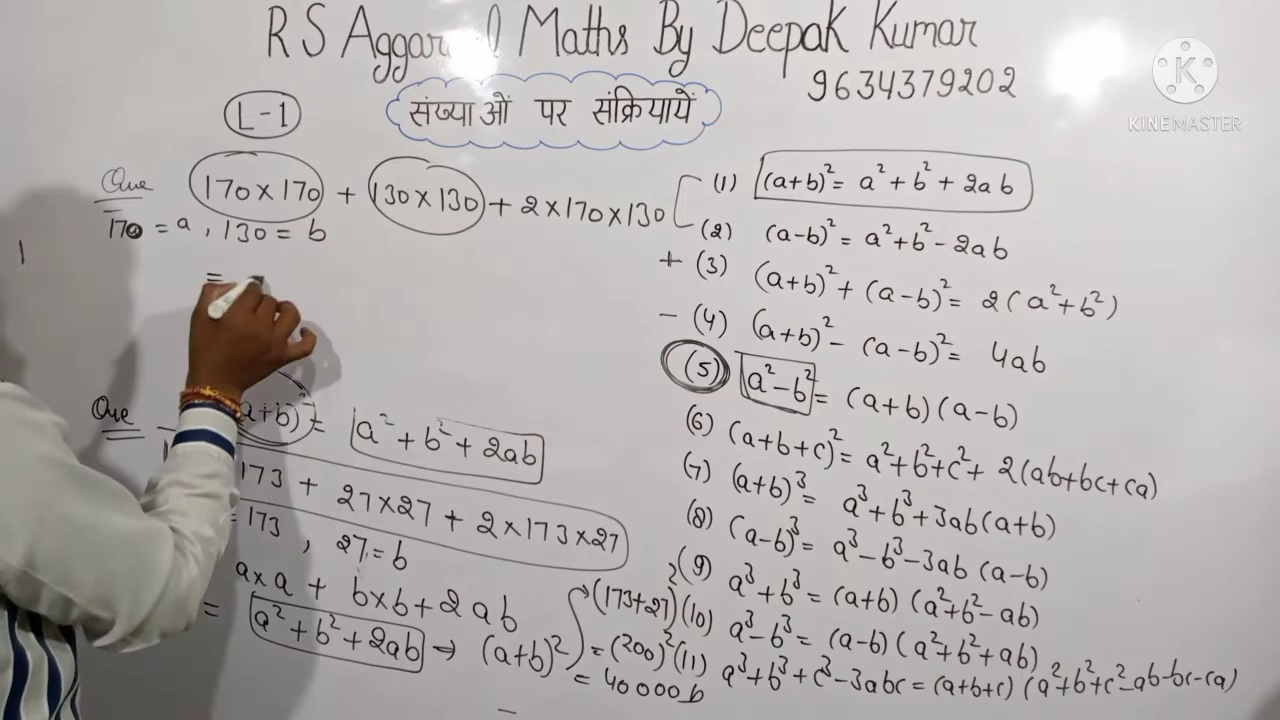 RS Aggarwal Maths By Deepak Kumar
9634379202
KINEMASTER
L-1
संख्याओं पर संक्रियायें
Que 170×170 + 130×130 + 2×170×130
170 = a, 130 = b
=
(a+b)² = a² + b² + 2ab
Que
173 + 27×27 + 2×173×27
= 173, 27 = b
a×a + b×b + 2ab
= a² + b² + 2ab → (a+b)²
→ (173+27)²
= (200)²
= 40000 b
(1) (a+b)² = a² + b² + 2ab
(2) (a-b)² = a² + b² - 2ab
+ (3) (a+b)² + (a-b)² = 2(a² + b²)
- (4) (a+b)² - (a-b)² = 4ab
(5) a² - b² = (a+b)(a-b)
(6) (a+b+c)² = a² + b² + c² + 2(ab+bc+ca)
(7) (a+b)³ = a³ + b³ + 3ab(a+b)
(8) (a-b)³ = a³ - b³ - 3ab(a-b)
(9) a³ + b³ = (a+b)(a² + b² - ab)
(10) a³ - b³ = (a-b)(a² + b² + ab)
(11) a³ + b³ + c³ - 3abc = (a+b+c)(a² + b² + c² - ab - bc - ca)